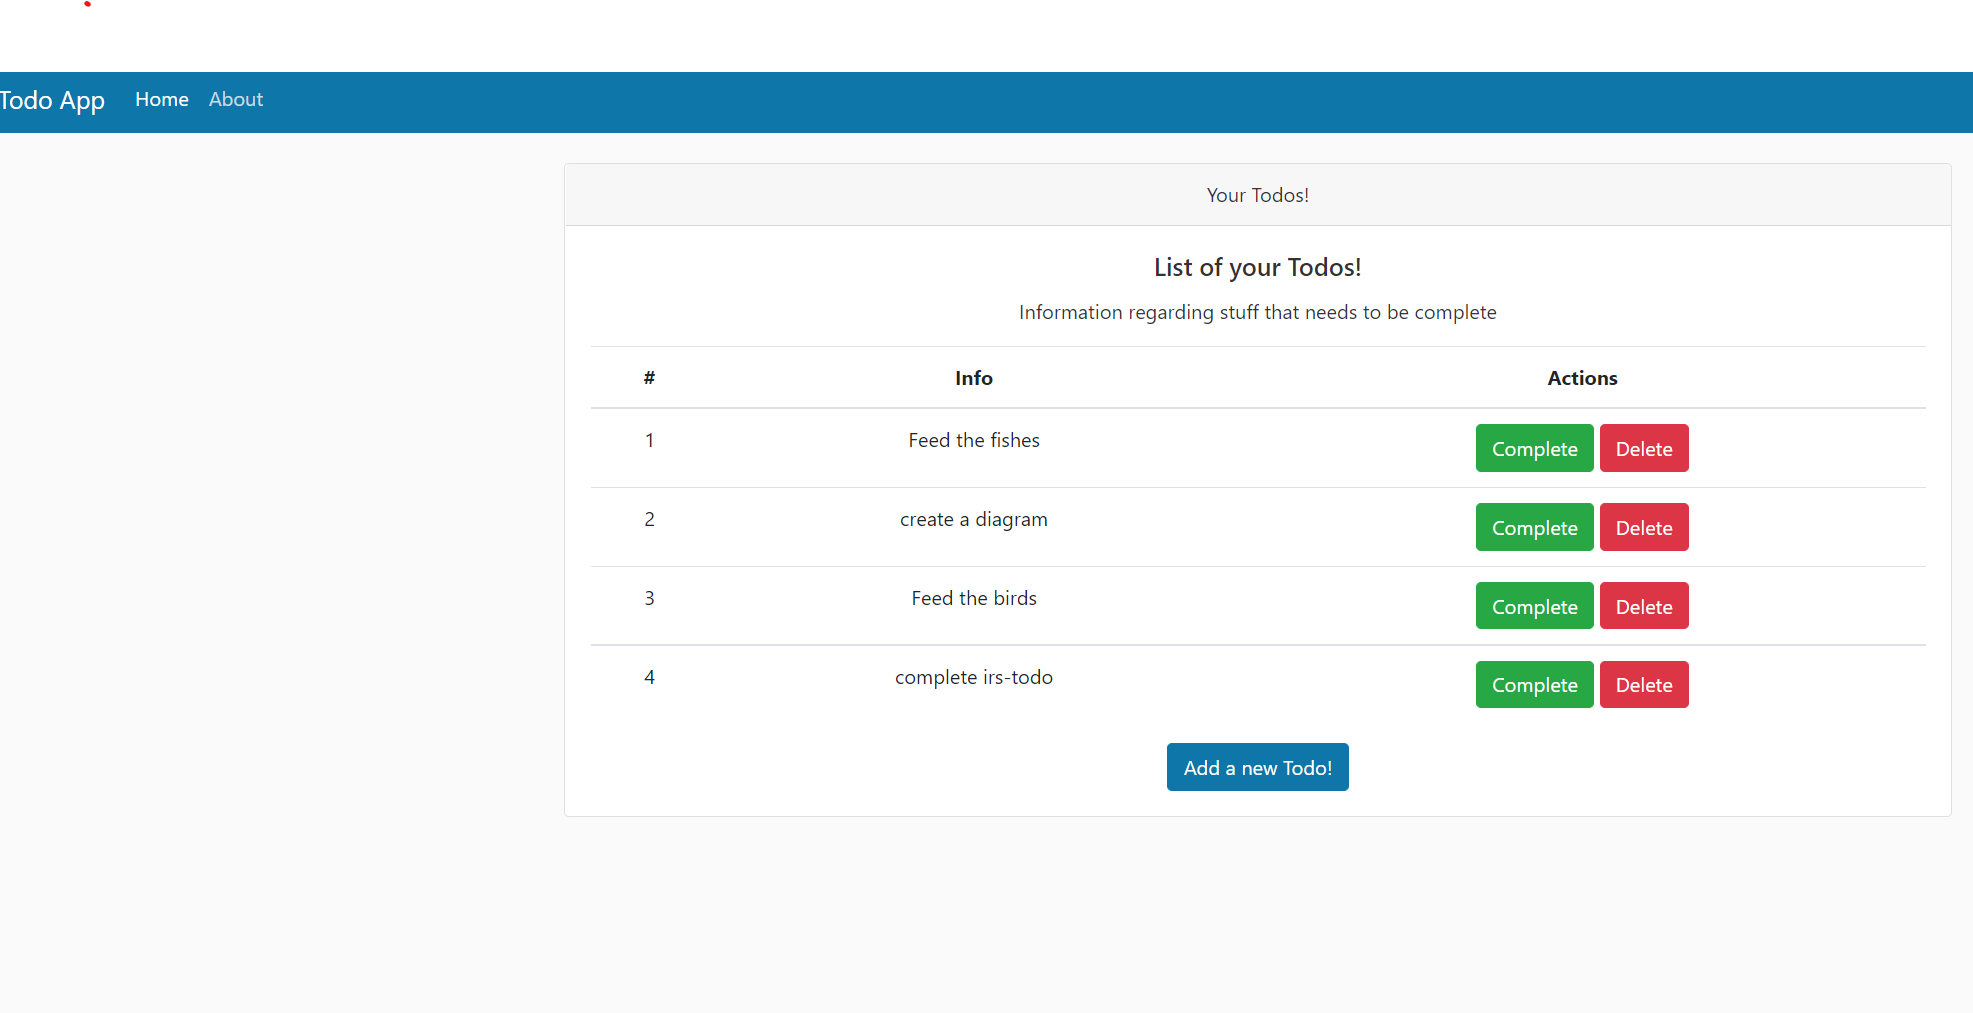 Todo App Home About
Your Todos!
List of your Todos!
Information regarding stuff that needs to be complete
# Info Actions
1 Feed the fishes Complete Delete
2 create a diagram Complete Delete
3 Feed the birds Complete Delete
4 complete irs-todo Complete Delete
Add a new Todo!